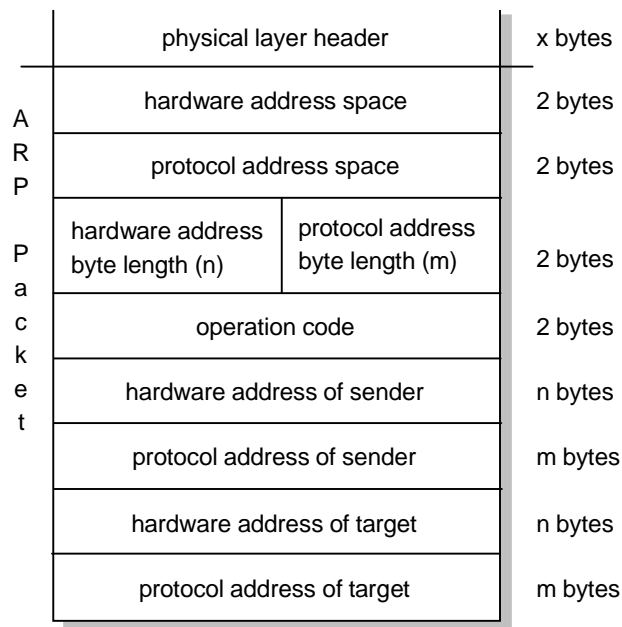 physical layer header x bytes
hardware address space 2 bytes
protocol address space 2 bytes
hardware address
byte length (n)
protocol address
byte length (m)
2 bytes
operation code 2 bytes
hardware address of sender n bytes
protocol address of sender m bytes
hardware address of target n bytes
protocol address of target m bytes
ARP Packet